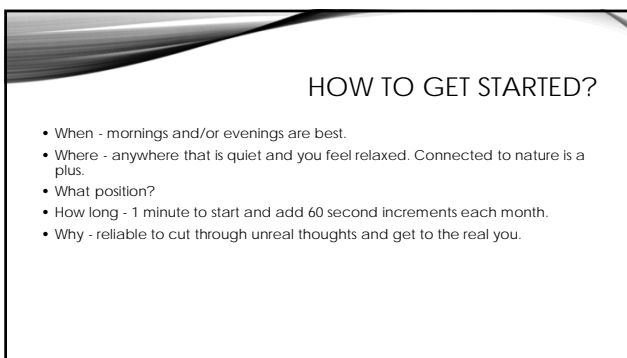 HOW TO GET STARTED?
• When - mornings and/or evenings are best.
• Where - anywhere that is quiet and you feel relaxed. Connected to nature is a
plus.
• What position?
• How long - 1 minute to start and add 60 second increments each month.
• Why - reliable to cut through unreal thoughts and get to the real you.